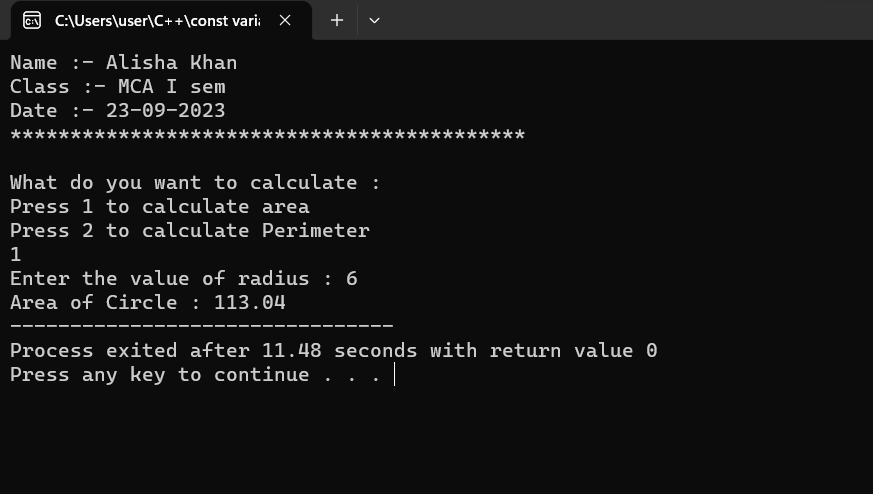 C:\Users\user\C++\const varia
Name :- Alisha Khan
Class :- MCA I sem
Date :- 23-09-2023
*******************************************
What do you want to calculate :
Press 1 to calculate area
Press 2 to calculate Perimeter
1
Enter the value of radius : 6
Area of Circle : 113.04
--------------------------------
Process exited after 11.48 seconds with return value 0
Press any key to continue . . .